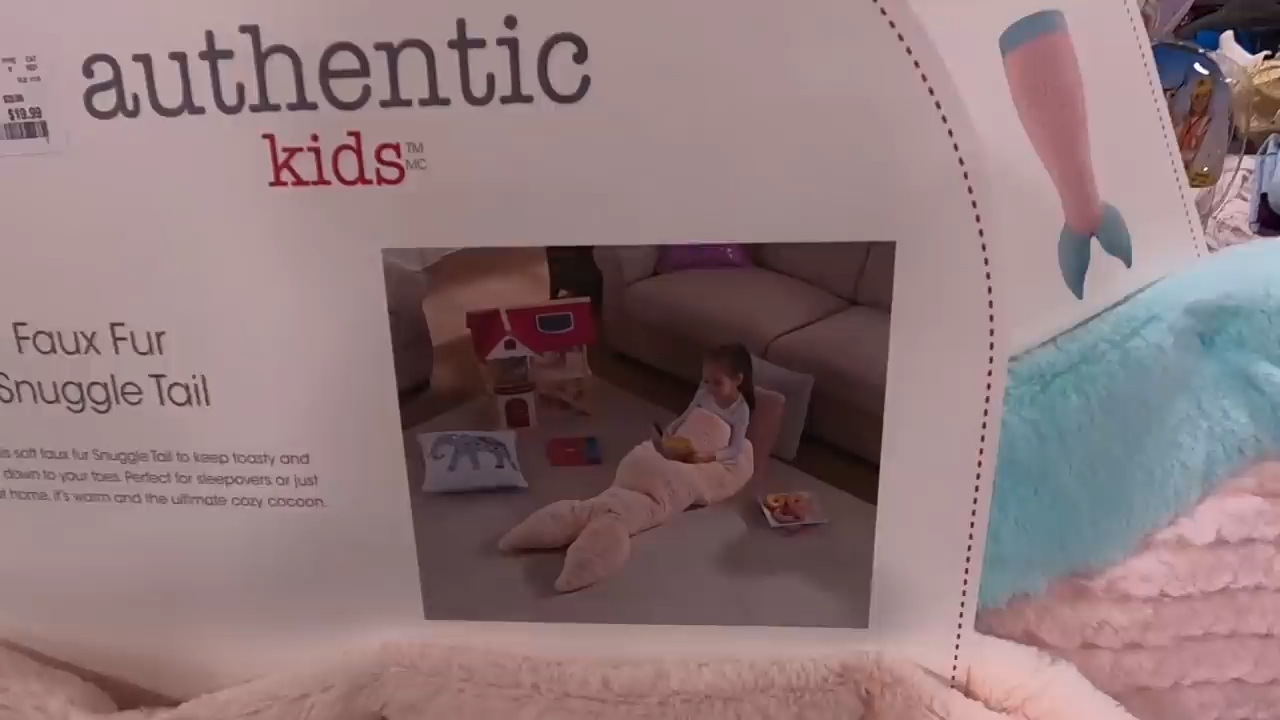 $19.99
authentic
kids™
MC
Faux Fur
Snuggle Tail
is soft faux fur Snuggle Tail to keep toasty and
down to your toes. Perfect for sleepovers or just
t home, it's warm and the ultimate cozy cocoon.